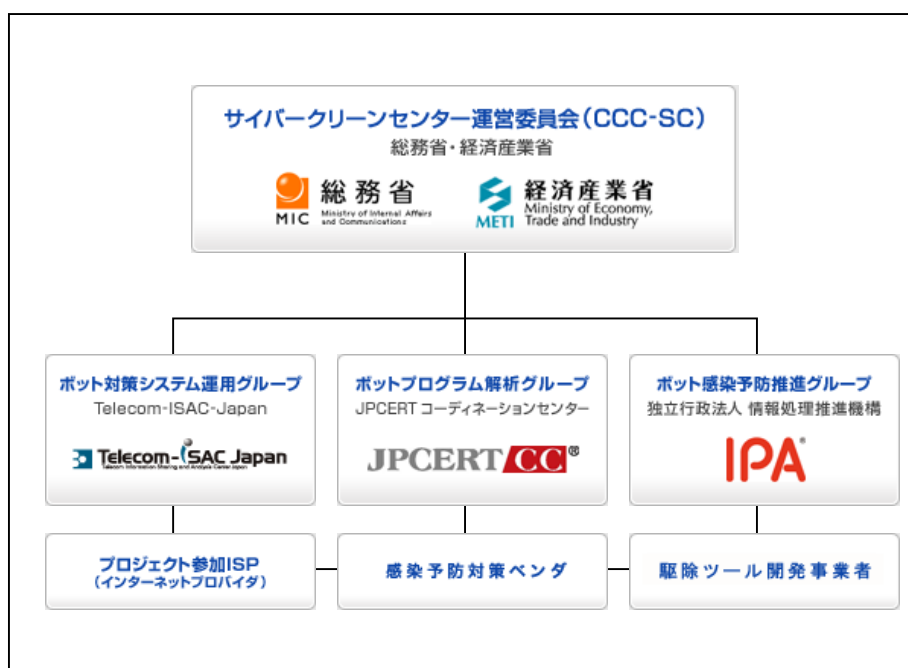 サイバークリーンセンター運営委員会(CCC-SC)
総務省・経済産業省
総務省
MIC
Ministry of Internal Affairs
and Communications
経済産業省
METI
Ministry of Economy,
Trade and Industry
ボット対策システム運用グループ
Telecom-ISAC-Japan
Telecom-iSAC Japan
Telecom Information Sharing and Analysis Center Japan
ボットプログラム解析グループ
JPCERT コーディネーションセンター
JPCERT CC®
ボット感染予防推進グループ
独立行政法人 情報処理推進機構
IPA®
プロジェクト参加ISP
(インターネットプロバイダ)
感染予防対策ベンダ
駆除ツール開発事業者